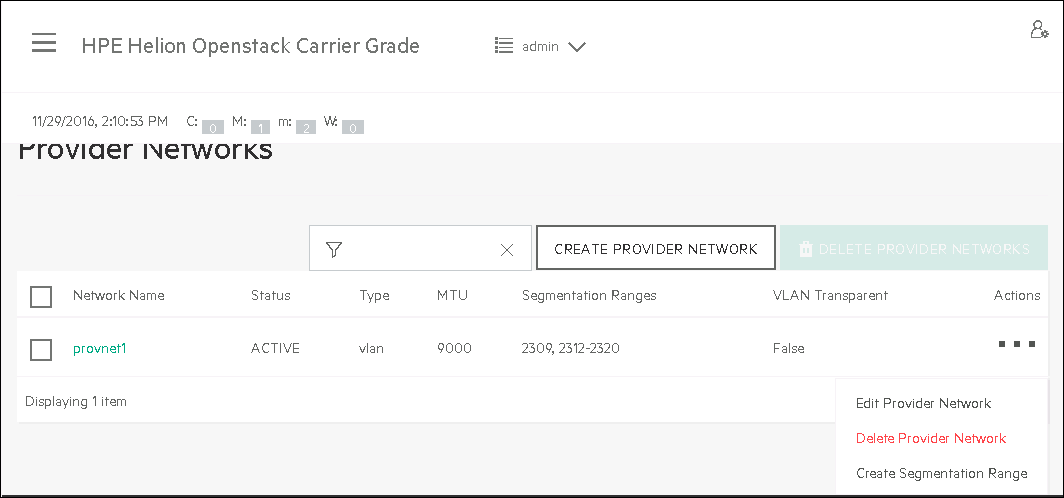 HPE Helion Openstack Carrier Grade admin
11/29/2016, 2:10:53 PM C: 0 M: 1 m: 2 W: 0
Provider Networks
CREATE PROVIDER NETWORK DELETE PROVIDER NETWORKS
Network Name Status Type MTU Segmentation Ranges VLAN Transparent Actions
provnet1 ACTIVE vlan 9000 2309, 2312-2320 False
Displaying 1 item
Edit Provider Network
Delete Provider Network
Create Segmentation Range